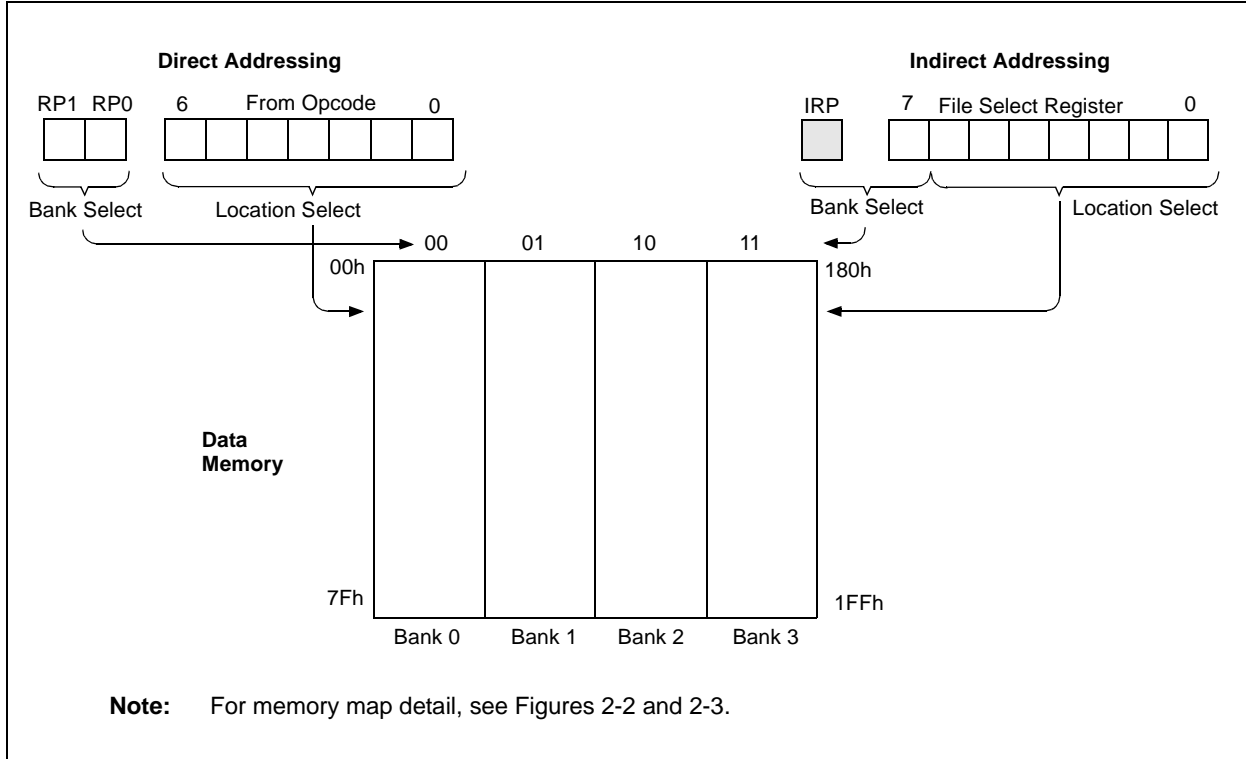 Direct Addressing
Indirect Addressing
RP1 RP0 6 From Opcode 0
IRP 7 File Select Register 0
Bank Select Location Select
Bank Select Location Select
00 01 10 11
00h 180h
Data
Memory
7Fh 1FFh
Bank 0 Bank 1 Bank 2 Bank 3
Note: For memory map detail, see Figures 2-2 and 2-3.